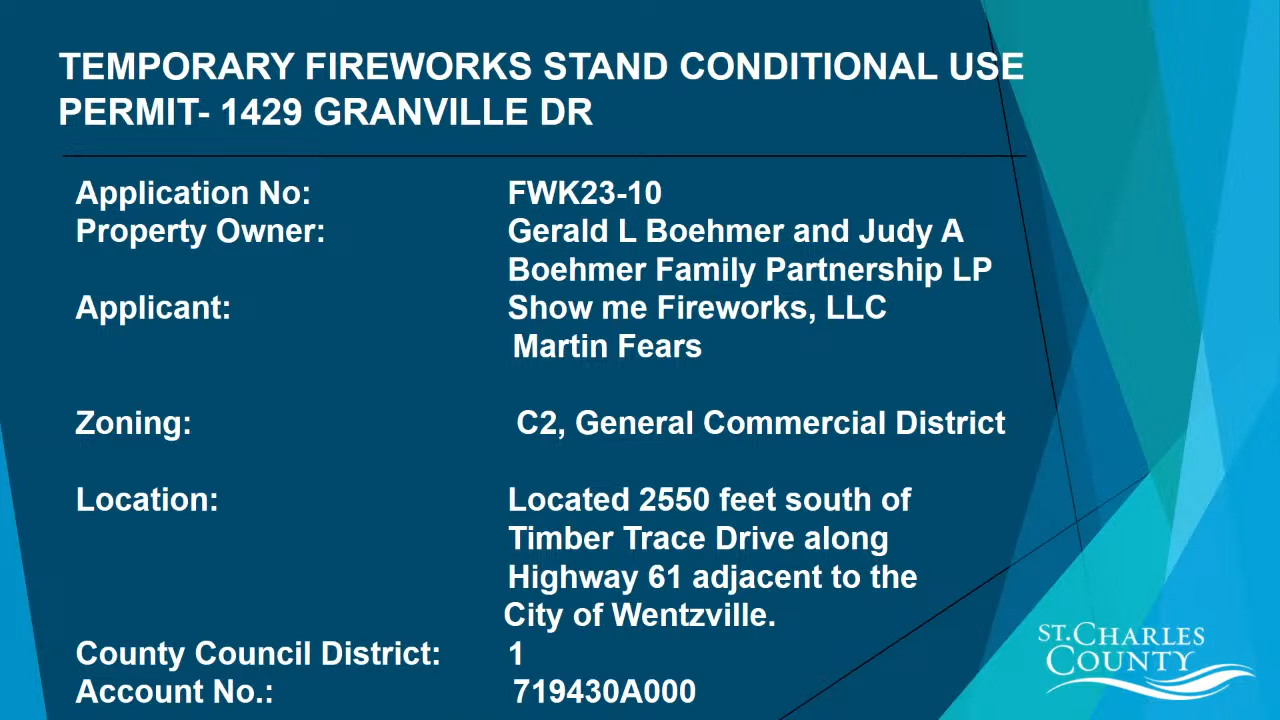 TEMPORARY FIREWORKS STAND CONDITIONAL USE
PERMIT- 1429 GRANVILLE DR
Application No: FWK23-10
Property Owner: Gerald L Boehmer and Judy A
Boehmer Family Partnership LP
Applicant: Show me Fireworks, LLC
Martin Fears
Zoning: C2, General Commercial District
Location: Located 2550 feet south of
Timber Trace Drive along
Highway 61 adjacent to the
City of Wentzville.
County Council District: 1
Account No.: 719430A000
ST. CHARLES
COUNTY